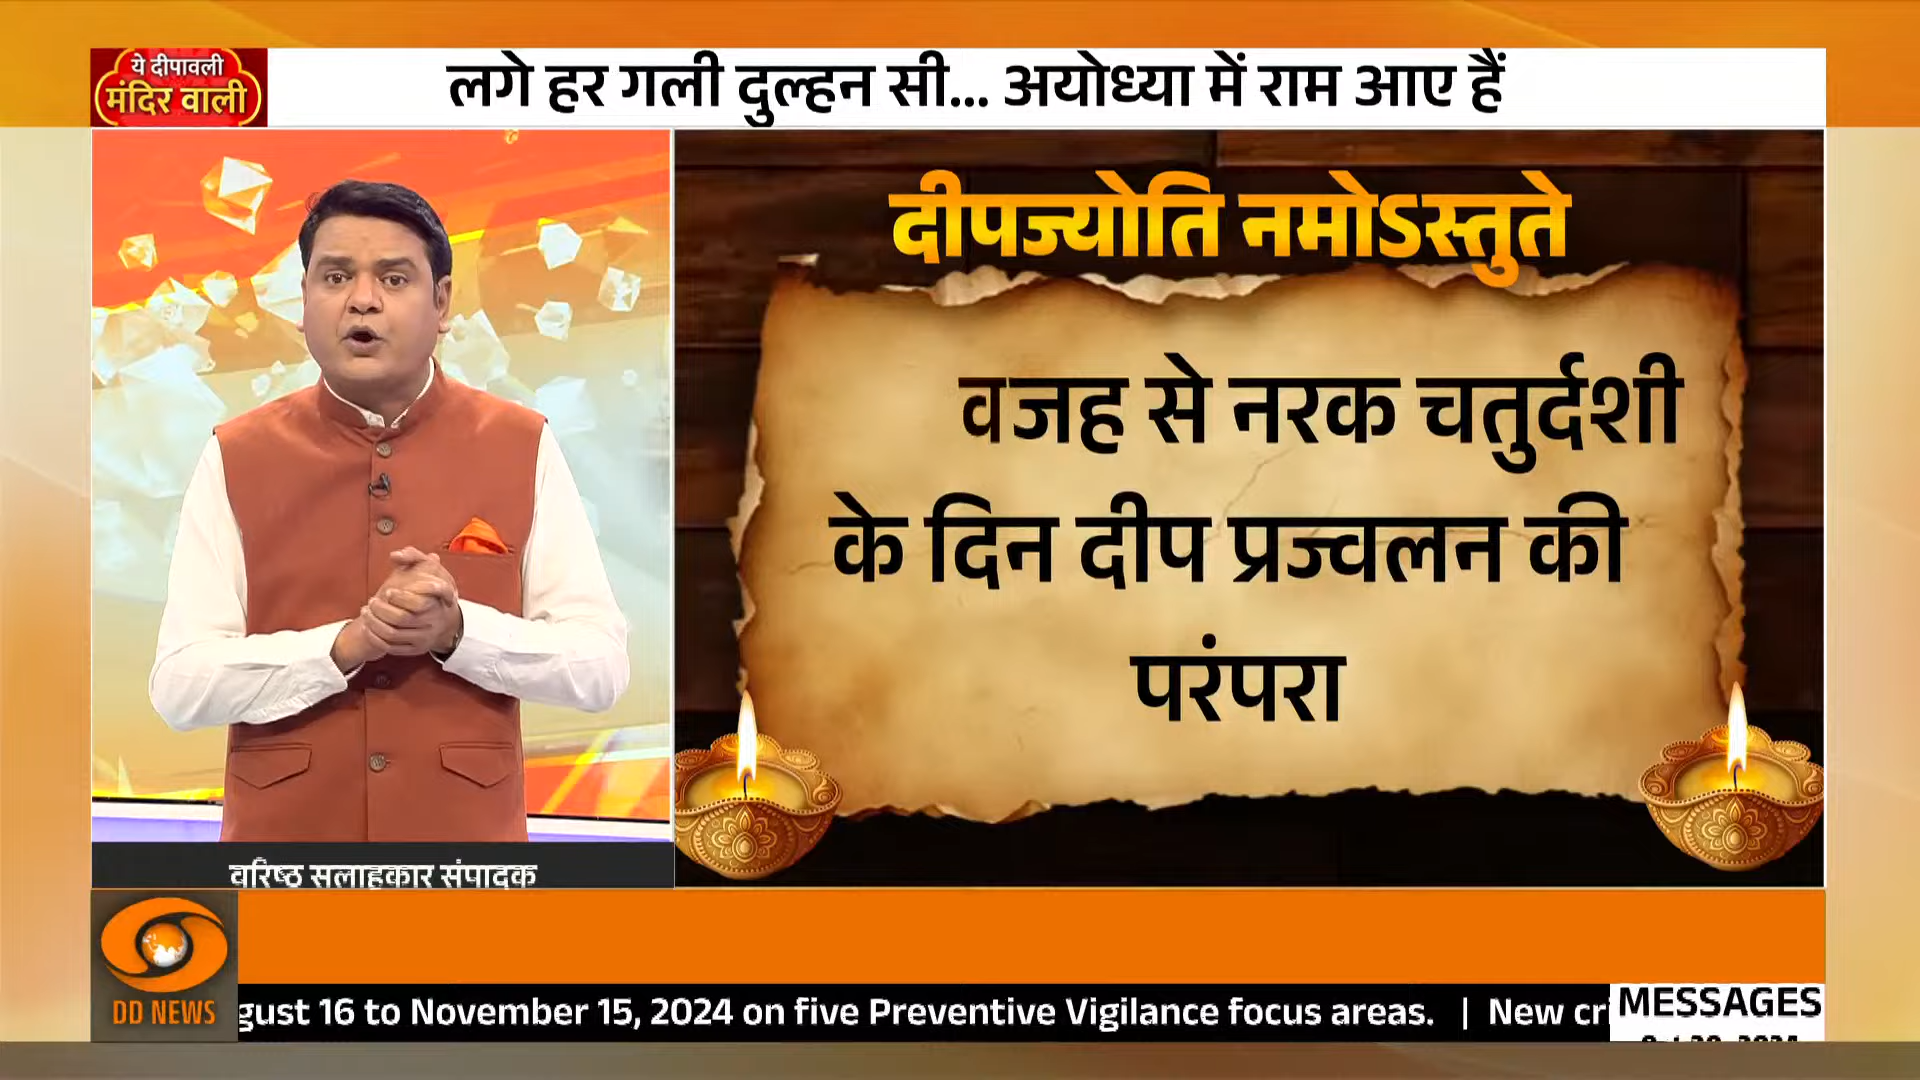 ये दीपावली
मंदिर वाली
लगे हर गली दुल्हन सी... अयोध्या में राम आए हैं
दीपज्योति नमोऽस्तुते
वजह से नरक चतुर्दशी
के दिन दीप प्रज्वलन की
परंपरा
वरिष्ठ सलाहकार संपादक
DD NEWS
gust 16 to November 15, 2024 on five Preventive Vigilance focus areas. | New cri
MESSAGES